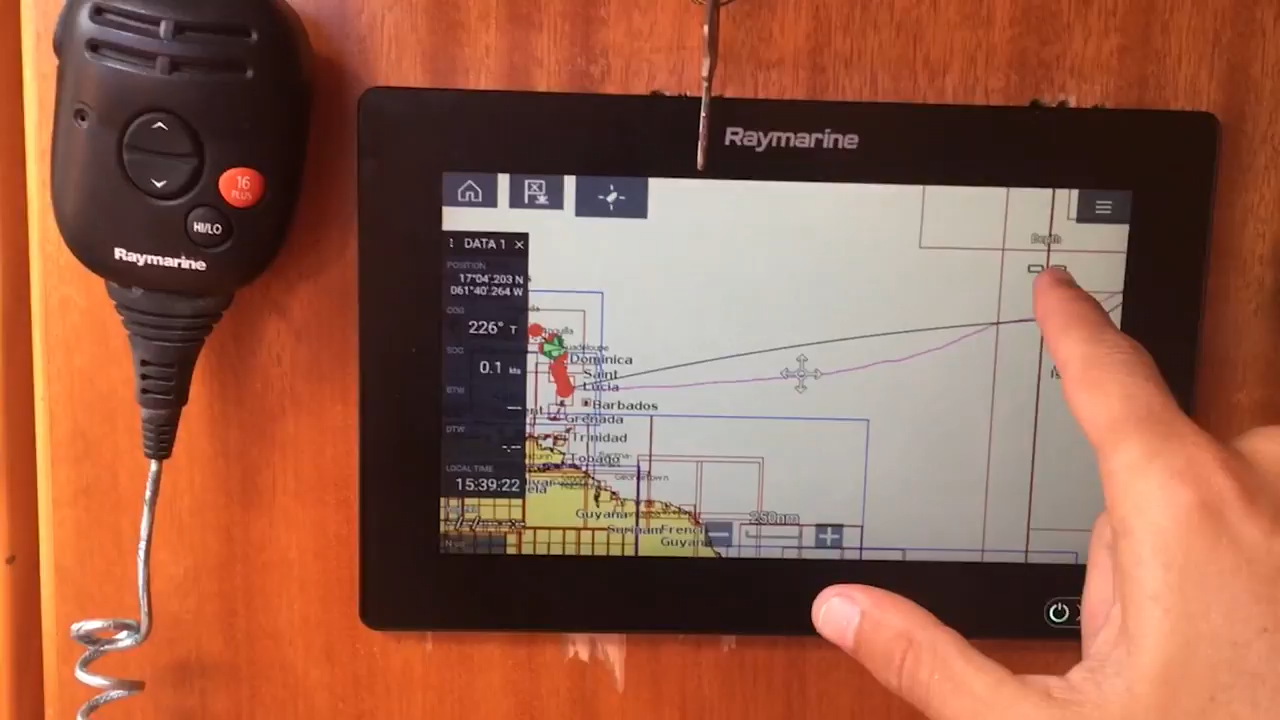 16
PLUS
HI/LO
Raymarine
Raymarine
DATA 1
POSITION
17°04'.203 N
061°40'.264 W
COG
226° T
SOG
0.1 kts
BTW
DTW
LOCAL TIME
15:39:22
Depth
Dominica
Saint
Lucia
Barbados
Grenada
Trinidad
Tobago
Guyana
Surinam
French
Guyana
250nm